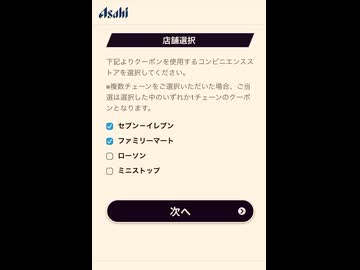 Asahi
店舗選択
下記よりクーポンを使用するコンビニエンスス
トアを選択してください。
※複数チェーンをご選択いただいた場合、ご当
選は選択した中のいずれか1チェーンのクーポ
ンとなります。
セブン－イレブン
ファミリーマート
ローソン
ミニストップ
次へ